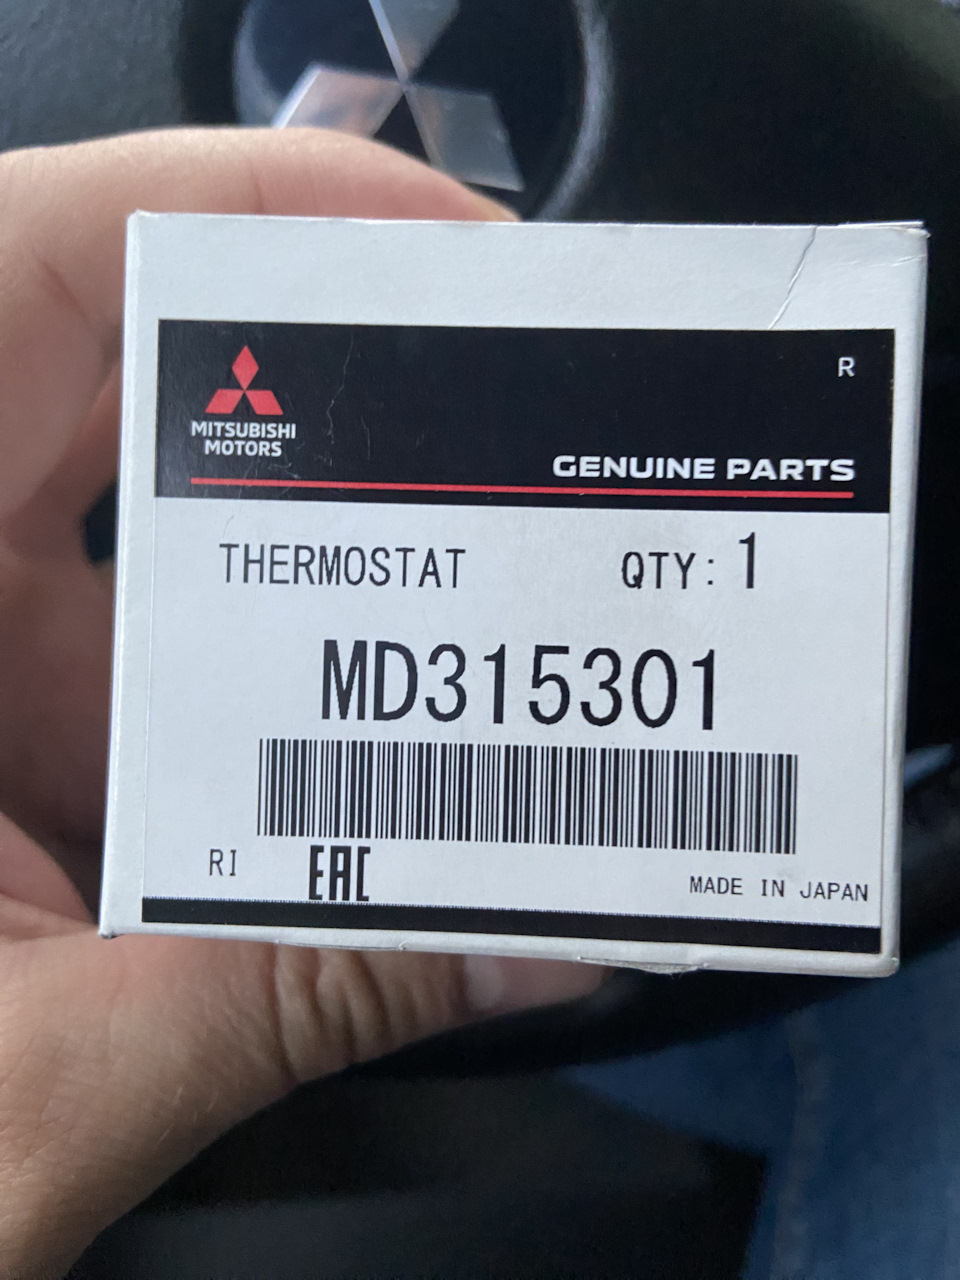 R
MITSUBISHI
MOTORS
GENUINE PARTS
THERMOSTAT QTY: 1
MD315301
RI EAC MADE IN JAPAN